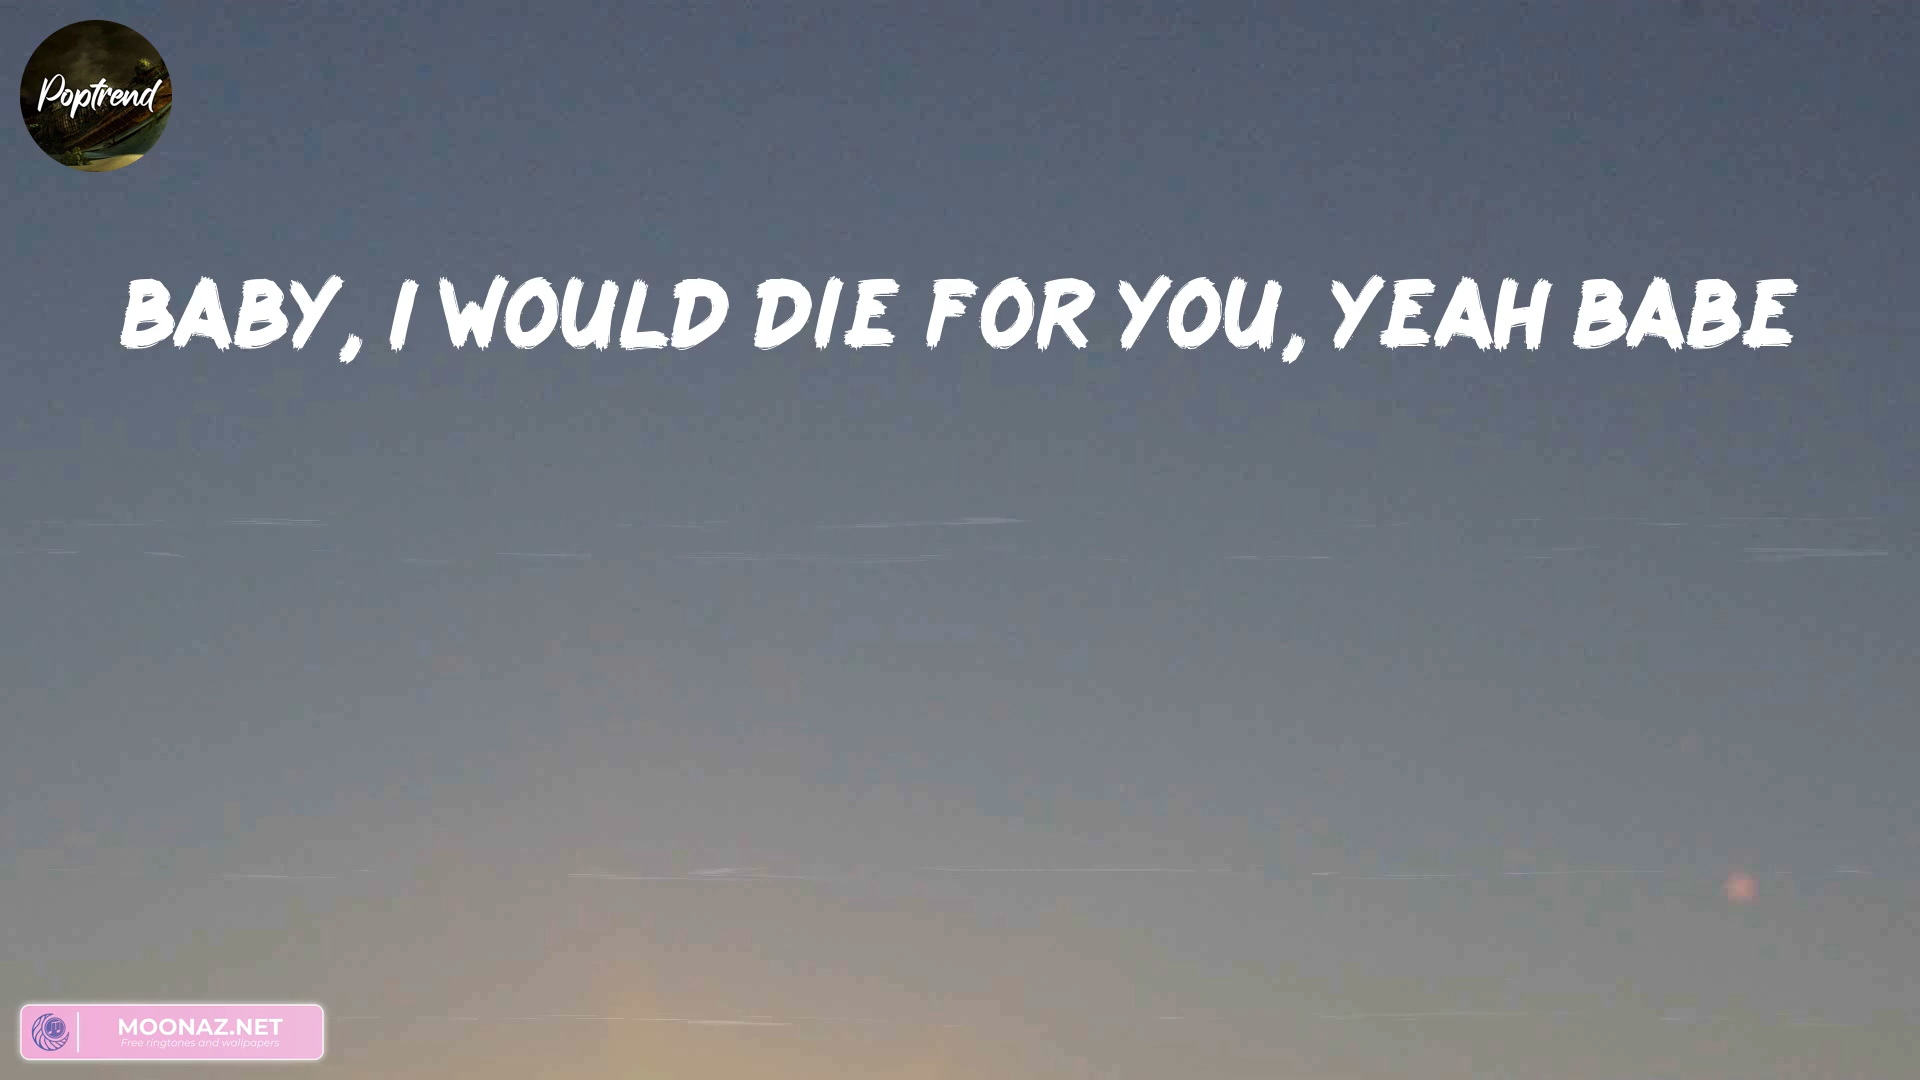 Poptrend
BABY, I WOULD DIE FOR YOU, YEAH BABE
MOONAZ.NET
Free ringtones and wallpapers